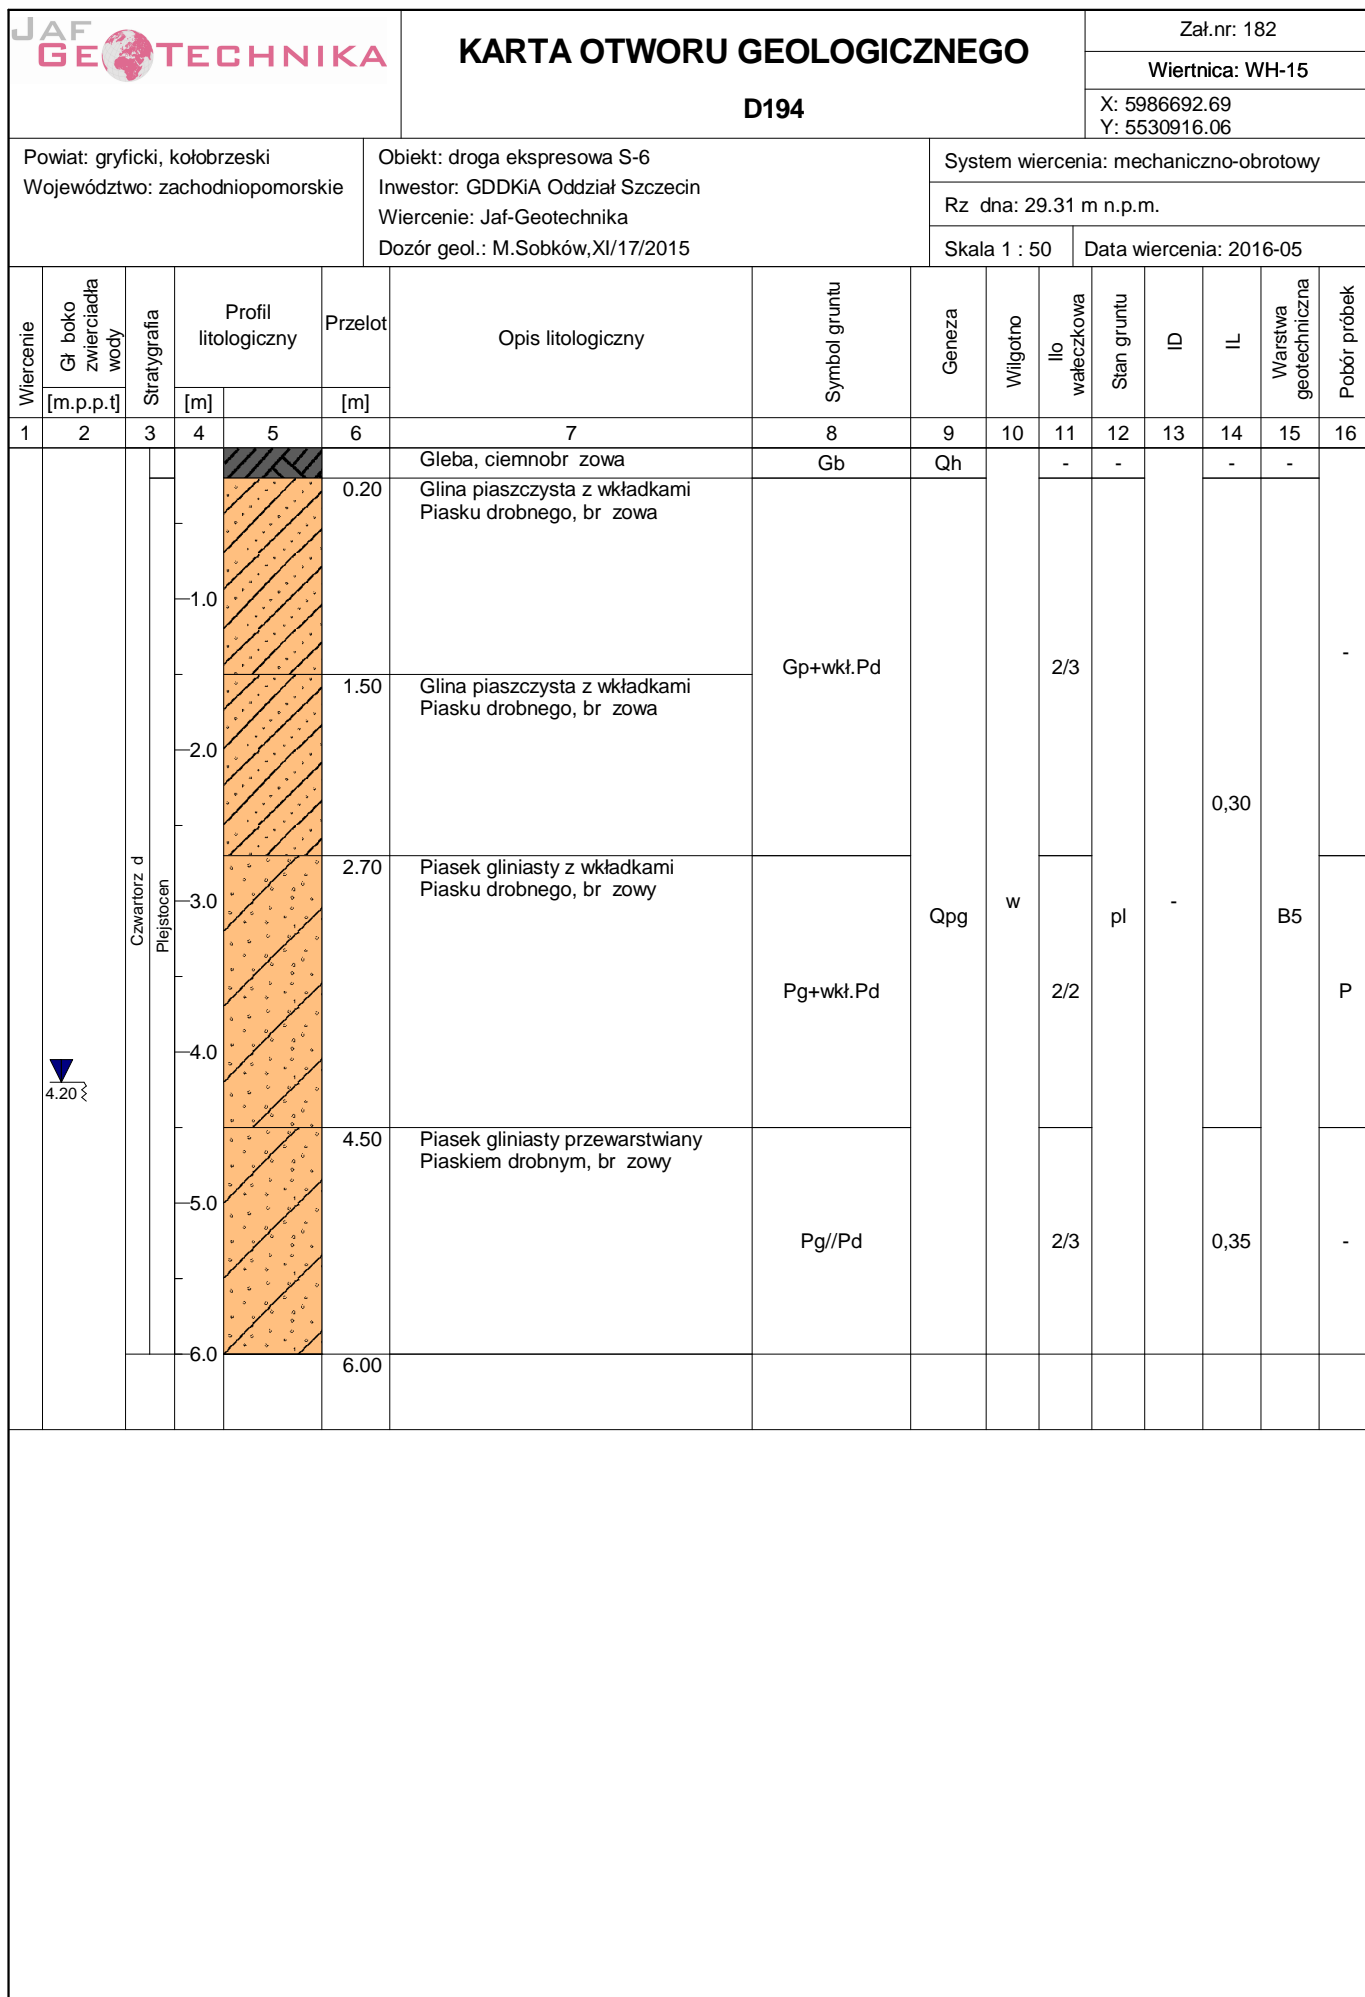 JAF
GEOTECHNIKA
KARTA OTWORU GEOLOGICZNEGO
D194
Zał.nr: 182
Wiertnica: WH-15
X: 5986692.69
Y: 5530916.06
Powiat: gryficki, kołobrzeski
Województwo: zachodniopomorskie
Obiekt: droga ekspresowa S-6
Inwestor: GDDKiA Oddział Szczecin
Wiercenie: Jaf-Geotechnika
Dozór geol.: M.Sobków,XI/17/2015
System wiercenia: mechaniczno-obrotowy
Rz dna: 29.31 m n.p.m.
Skala 1 : 50
Data wiercenia: 2016-05
Wiercenie
Gł boko
zwierciadła
wody
[m.p.p.t]
Stratygrafia
Profil
litologiczny
[m]
Przelot
[m]
Opis litologiczny
Symbol gruntu
Geneza
Wilgotno
Ilo
wałeczkowa
Stan gruntu
ID
IL
Warstwa
geotechniczna
Pobór próbek
1 2 3 4 5 6 7 8 9 10 11 12 13 14 15 16
Gleba, ciemnobr zowa Gb Qh - - - -
0.20 Glina piaszczysta z wkładkami
Piasku drobnego, br zowa
1.0
Gp+wkł.Pd 2/3 -
1.50 Glina piaszczysta z wkładkami
Piasku drobnego, br zowa
2.0
0,30
2.70 Piasek gliniasty z wkładkami
Piasku drobnego, br zowy
Czwartorz d
Plejstocen
3.0
Qpg w pl - B5
Pg+wkł.Pd 2/2 P
4.0
4.20
4.50 Piasek gliniasty przewarstwiany
Piaskiem drobnym, br zowy
5.0
Pg//Pd 2/3 0,35 -
6.0
6.00